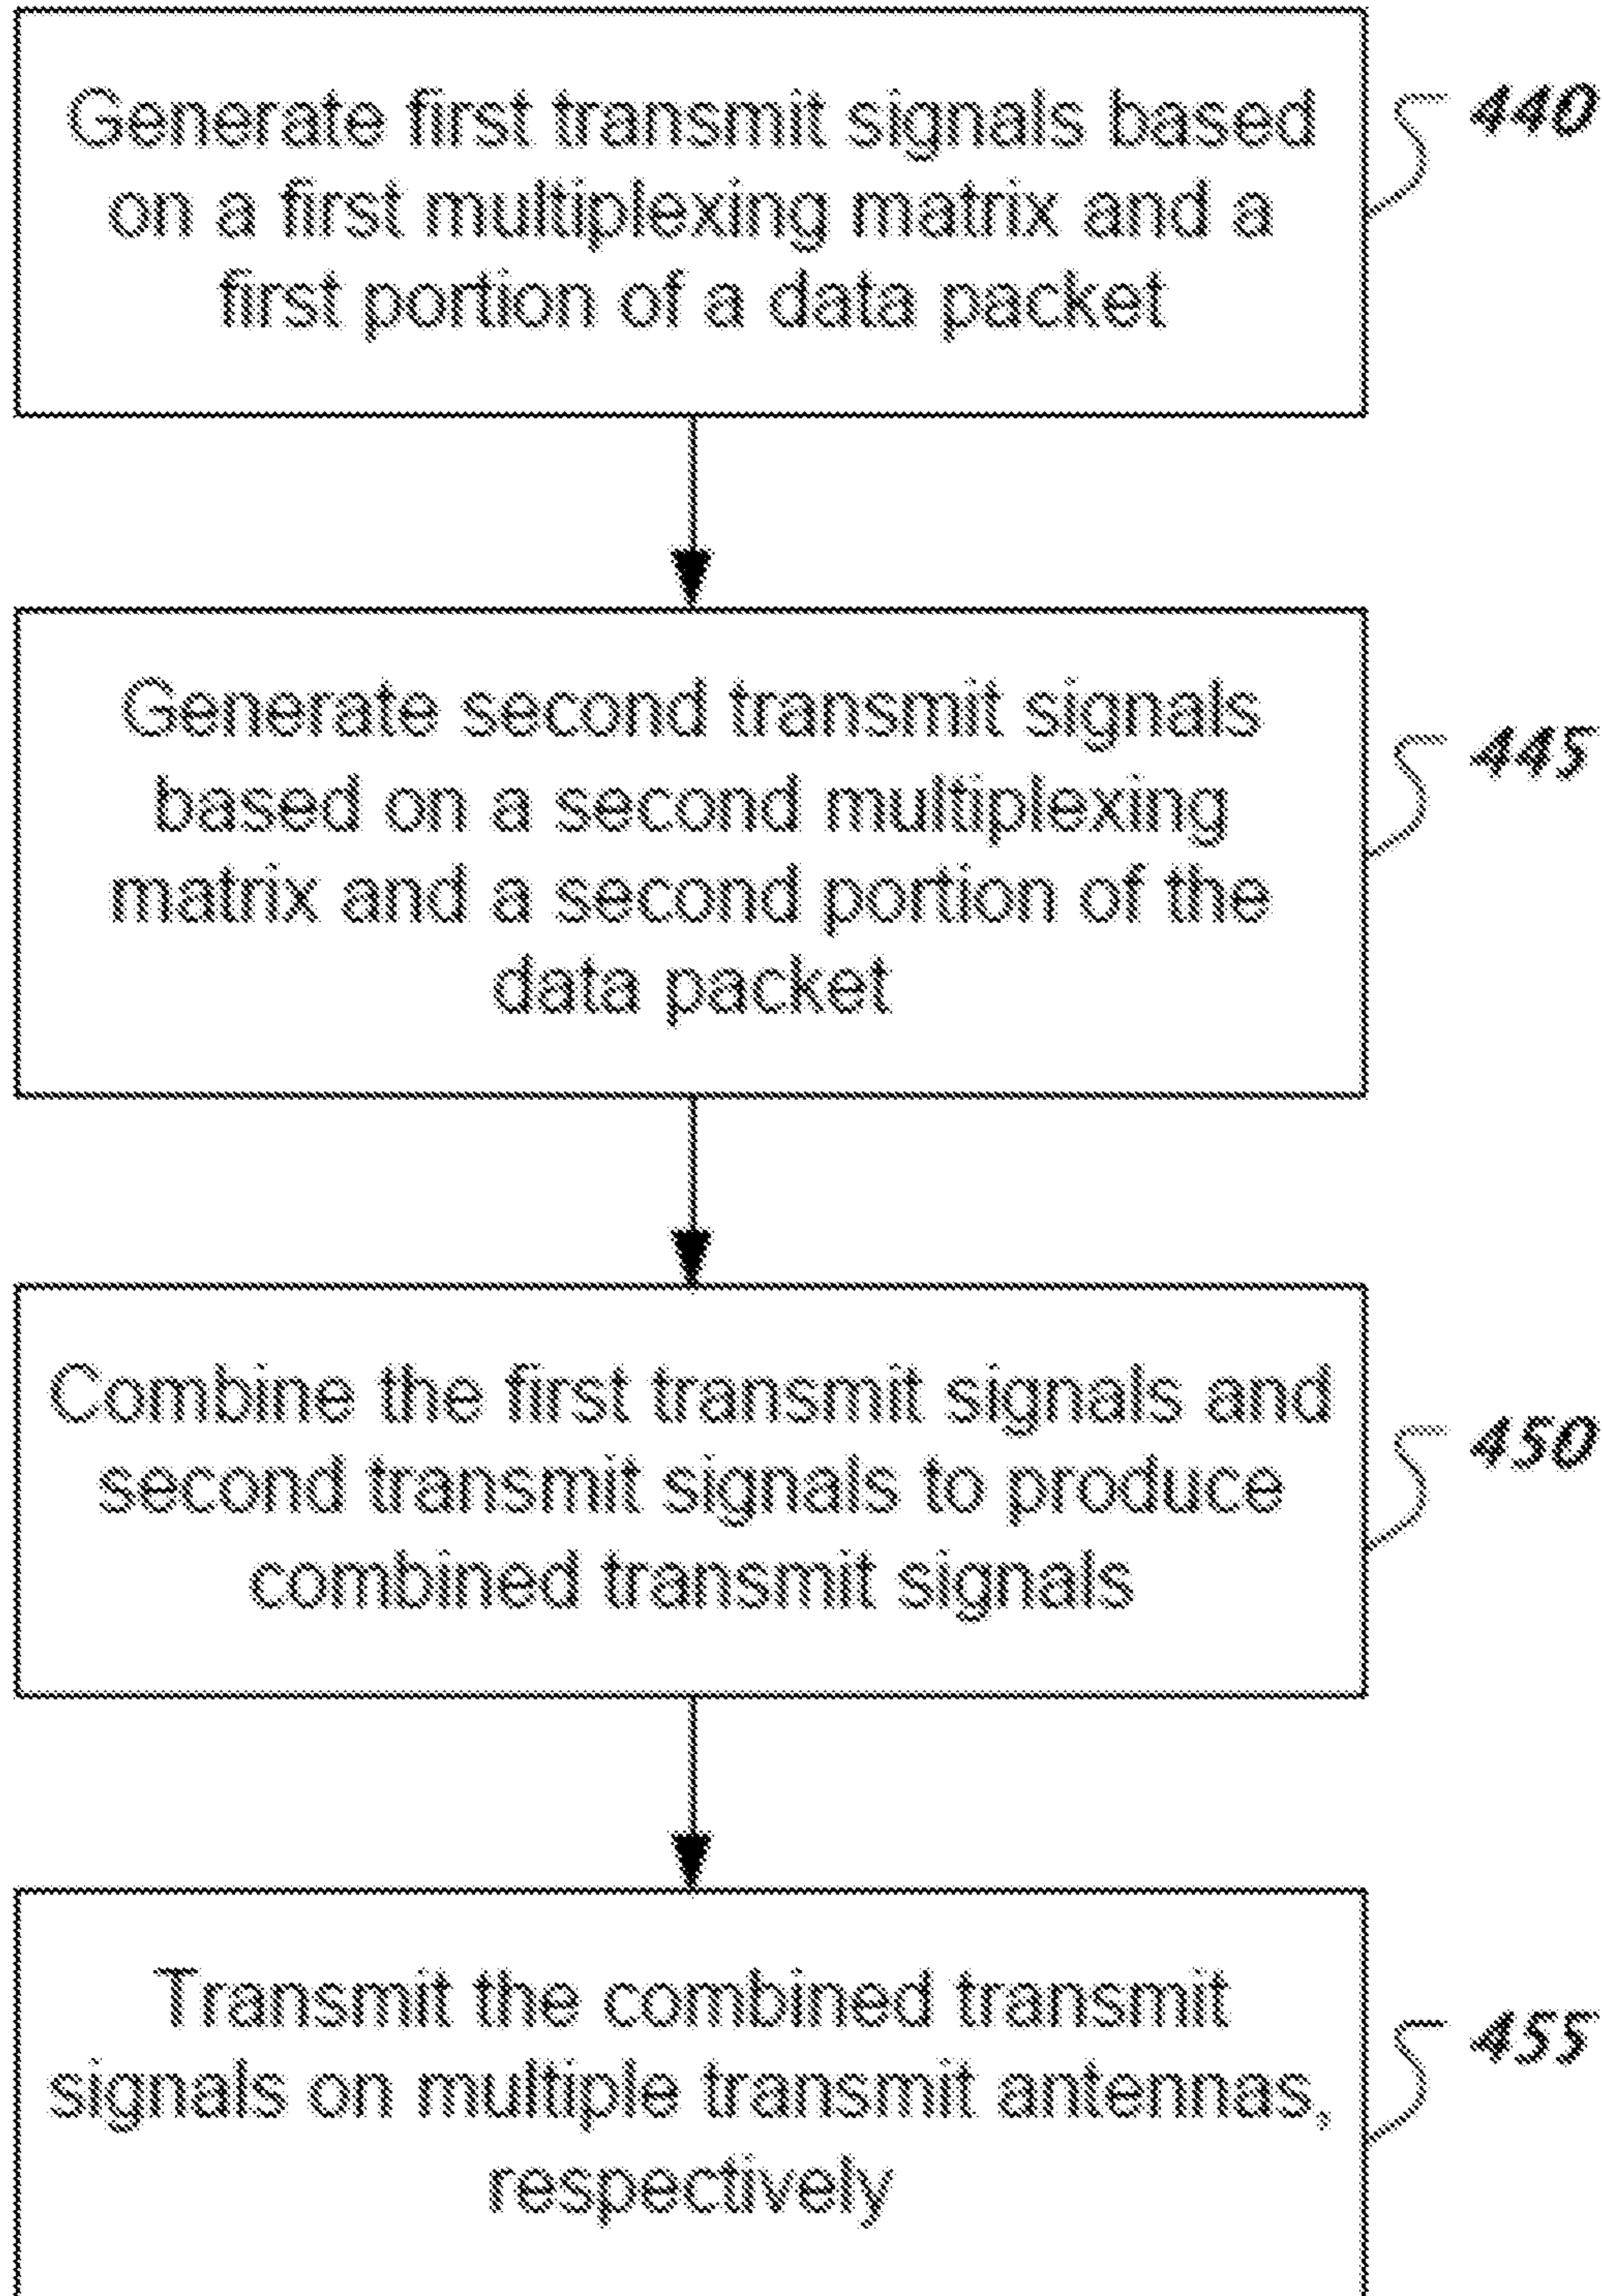 Generate first transmit signals based
on a first multiplexing matrix and a
first portion of a data packet
440
Generate second transmit signals
based on a second multiplexing
matrix and a second portion of the
data packet
445
Combine the first transmit signals and
second transmit signals to produce
combined transmit signals
450
Transmit the combined transmit
signals on multiple transmit antennas,
respectively
455